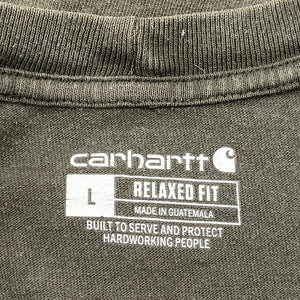 carhartt
L RELAXED FIT
MADE IN GUATEMALA
BUILT TO SERVE AND PROTECT
HARDWORKING PEOPLE